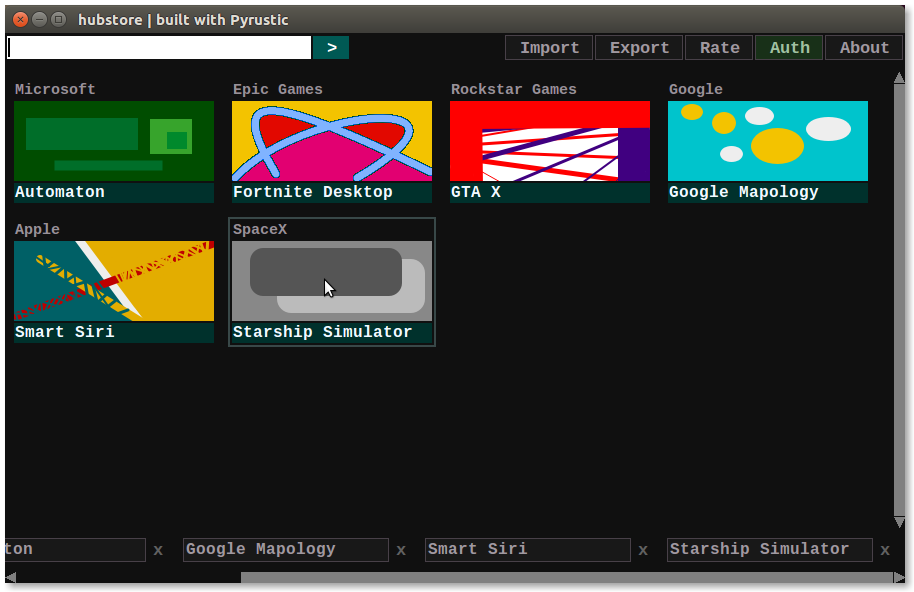 hubstore | built with Pyrustic
>
Import
Export
Rate
Auth
About
Microsoft
Automaton
Epic Games
Fortnite Desktop
Rockstar Games
GTA X
Google
Google Mapology
Apple
Smart Siri
SpaceX
Starship Simulator
ton x
Google Mapology x
Smart Siri x
Starship Simulator x